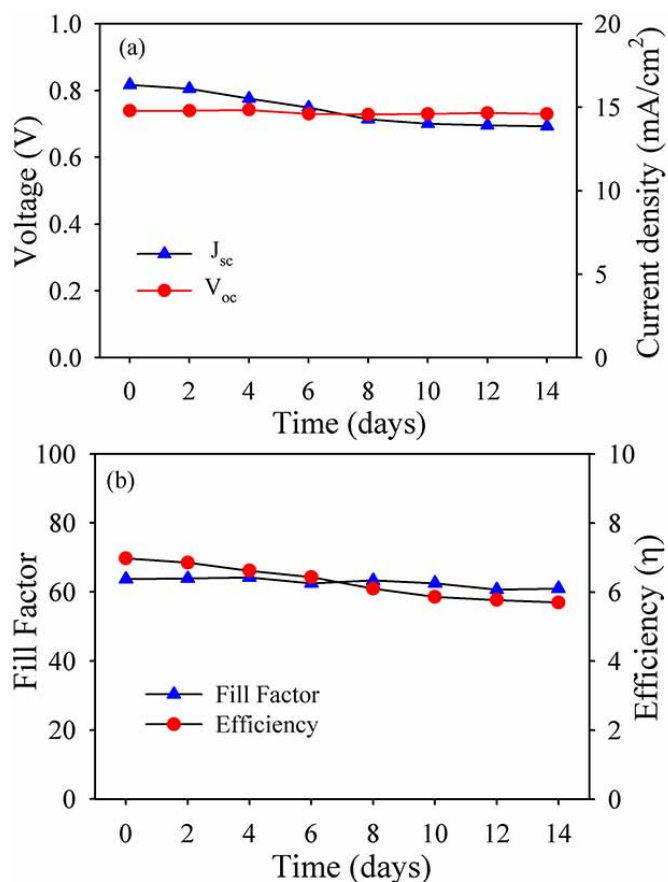 (a)
Voltage (V)
1.0
0.8
0.6
0.4
0.2
0.0
J_sc
V_oc
20
15
10
5
0
Current density (mA/cm²)
0 2 4 6 8 10 12 14
Time (days)
(b)
Fill Factor
100
80
60
40
20
0
Fill Factor
Efficiency
10
8
6
4
2
0
Efficiency (η)
0 2 4 6 8 10 12 14
Time (days)